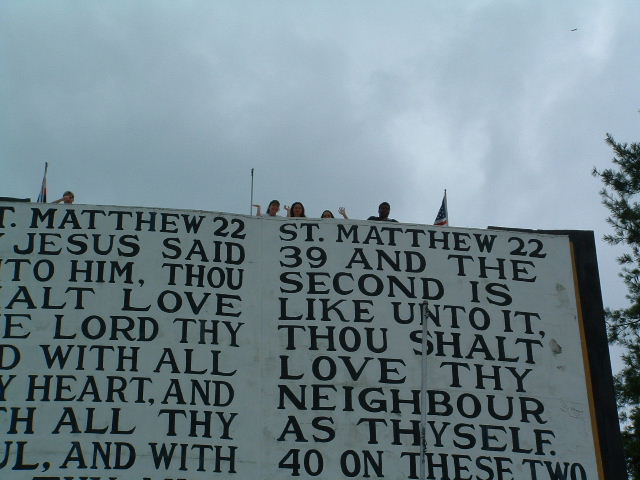 T. MATTHEW 22
JESUS SAID
TO HIM, THOU
ALT LOVE
E LORD THY
D WITH ALL
Y HEART, AND
TH ALL THY
UL, AND WITH
ST. MATTHEW 22
39 AND THE
SECOND IS
LIKE UNTO IT,
THOU SHALT
LOVE THY
NEIGHBOUR
AS THYSELF.
40 ON THESE TWO